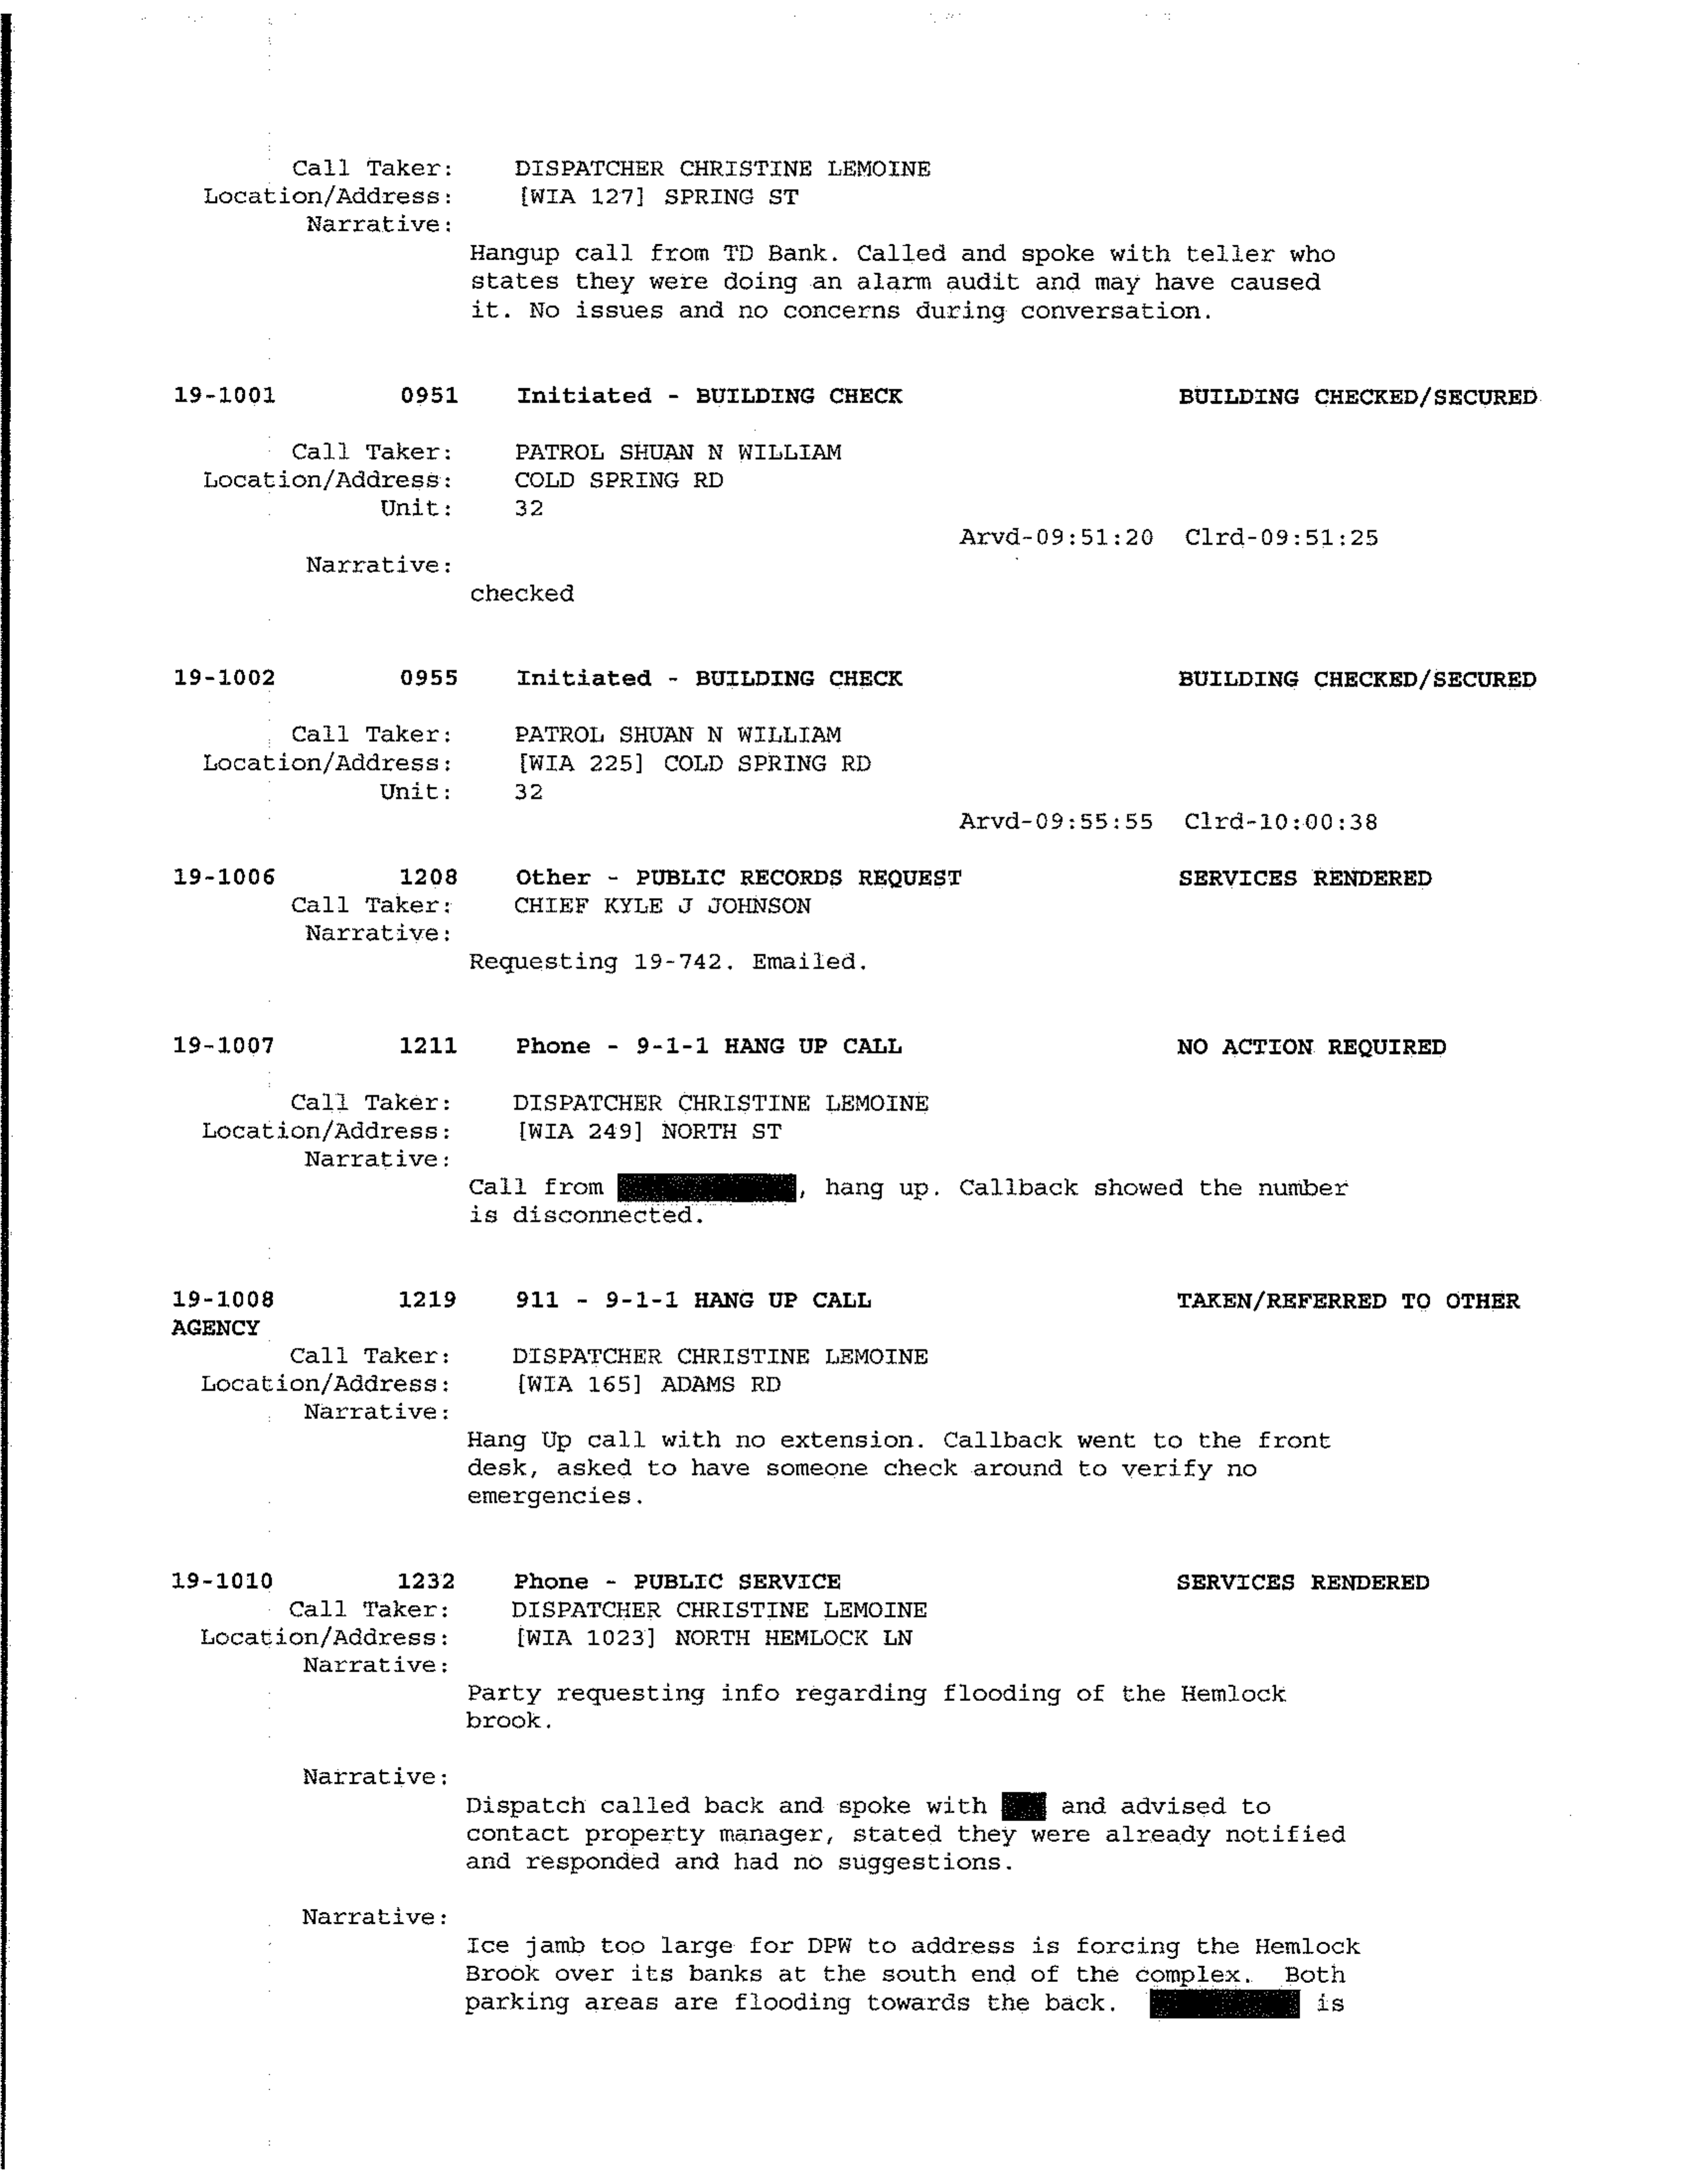 Call Taker: DISPATCHER CHRISTINE LEMOINE
Location/Address: [WIA 127] SPRING ST
Narrative:
Hangup call from TD Bank. Called and spoke with teller who
states they were doing an alarm audit and may have caused
it. No issues and no concerns during conversation.
19-1001 0951 Initiated - BUILDING CHECK BUILDING CHECKED/SECURED
Call Taker: PATROL SHUAN N WILLIAM
Location/Address: COLD SPRING RD
Unit: 32
Arvd-09:51:20 Clrd-09:51:25
Narrative:
checked
19-1002 0955 Initiated - BUILDING CHECK BUILDING CHECKED/SECURED
Call Taker: PATROL SHUAN N WILLIAM
Location/Address: [WIA 225] COLD SPRING RD
Unit: 32
Arvd-09:55:55 Clrd-10:00:38
19-1006 1208 Other - PUBLIC RECORDS REQUEST SERVICES RENDERED
Call Taker: CHIEF KYLE J JOHNSON
Narrative:
Requesting 19-742. Emailed.
19-1007 1211 Phone - 9-1-1 HANG UP CALL NO ACTION REQUIRED
Call Taker: DISPATCHER CHRISTINE LEMOINE
Location/Address: [WIA 249] NORTH ST
Narrative:
Call from , hang up. Callback showed the number
is disconnected.
19-1008 1219 911 - 9-1-1 HANG UP CALL TAKEN/REFERRED TO OTHER
AGENCY
Call Taker: DISPATCHER CHRISTINE LEMOINE
Location/Address: [WIA 165] ADAMS RD
Narrative:
Hang Up call with no extension. Callback went to the front
desk, asked to have someone check around to verify no
emergencies.
19-1010 1232 Phone - PUBLIC SERVICE SERVICES RENDERED
Call Taker: DISPATCHER CHRISTINE LEMOINE
Location/Address: [WIA 1023] NORTH HEMLOCK LN
Narrative:
Party requesting info regarding flooding of the Hemlock
brook.
Narrative:
Dispatch called back and spoke with and advised to
contact property manager, stated they were already notified
and responded and had no suggestions.
Narrative:
Ice jamb too large for DPW to address is forcing the Hemlock
Brook over its banks at the south end of the complex. Both
parking areas are flooding towards the back. is